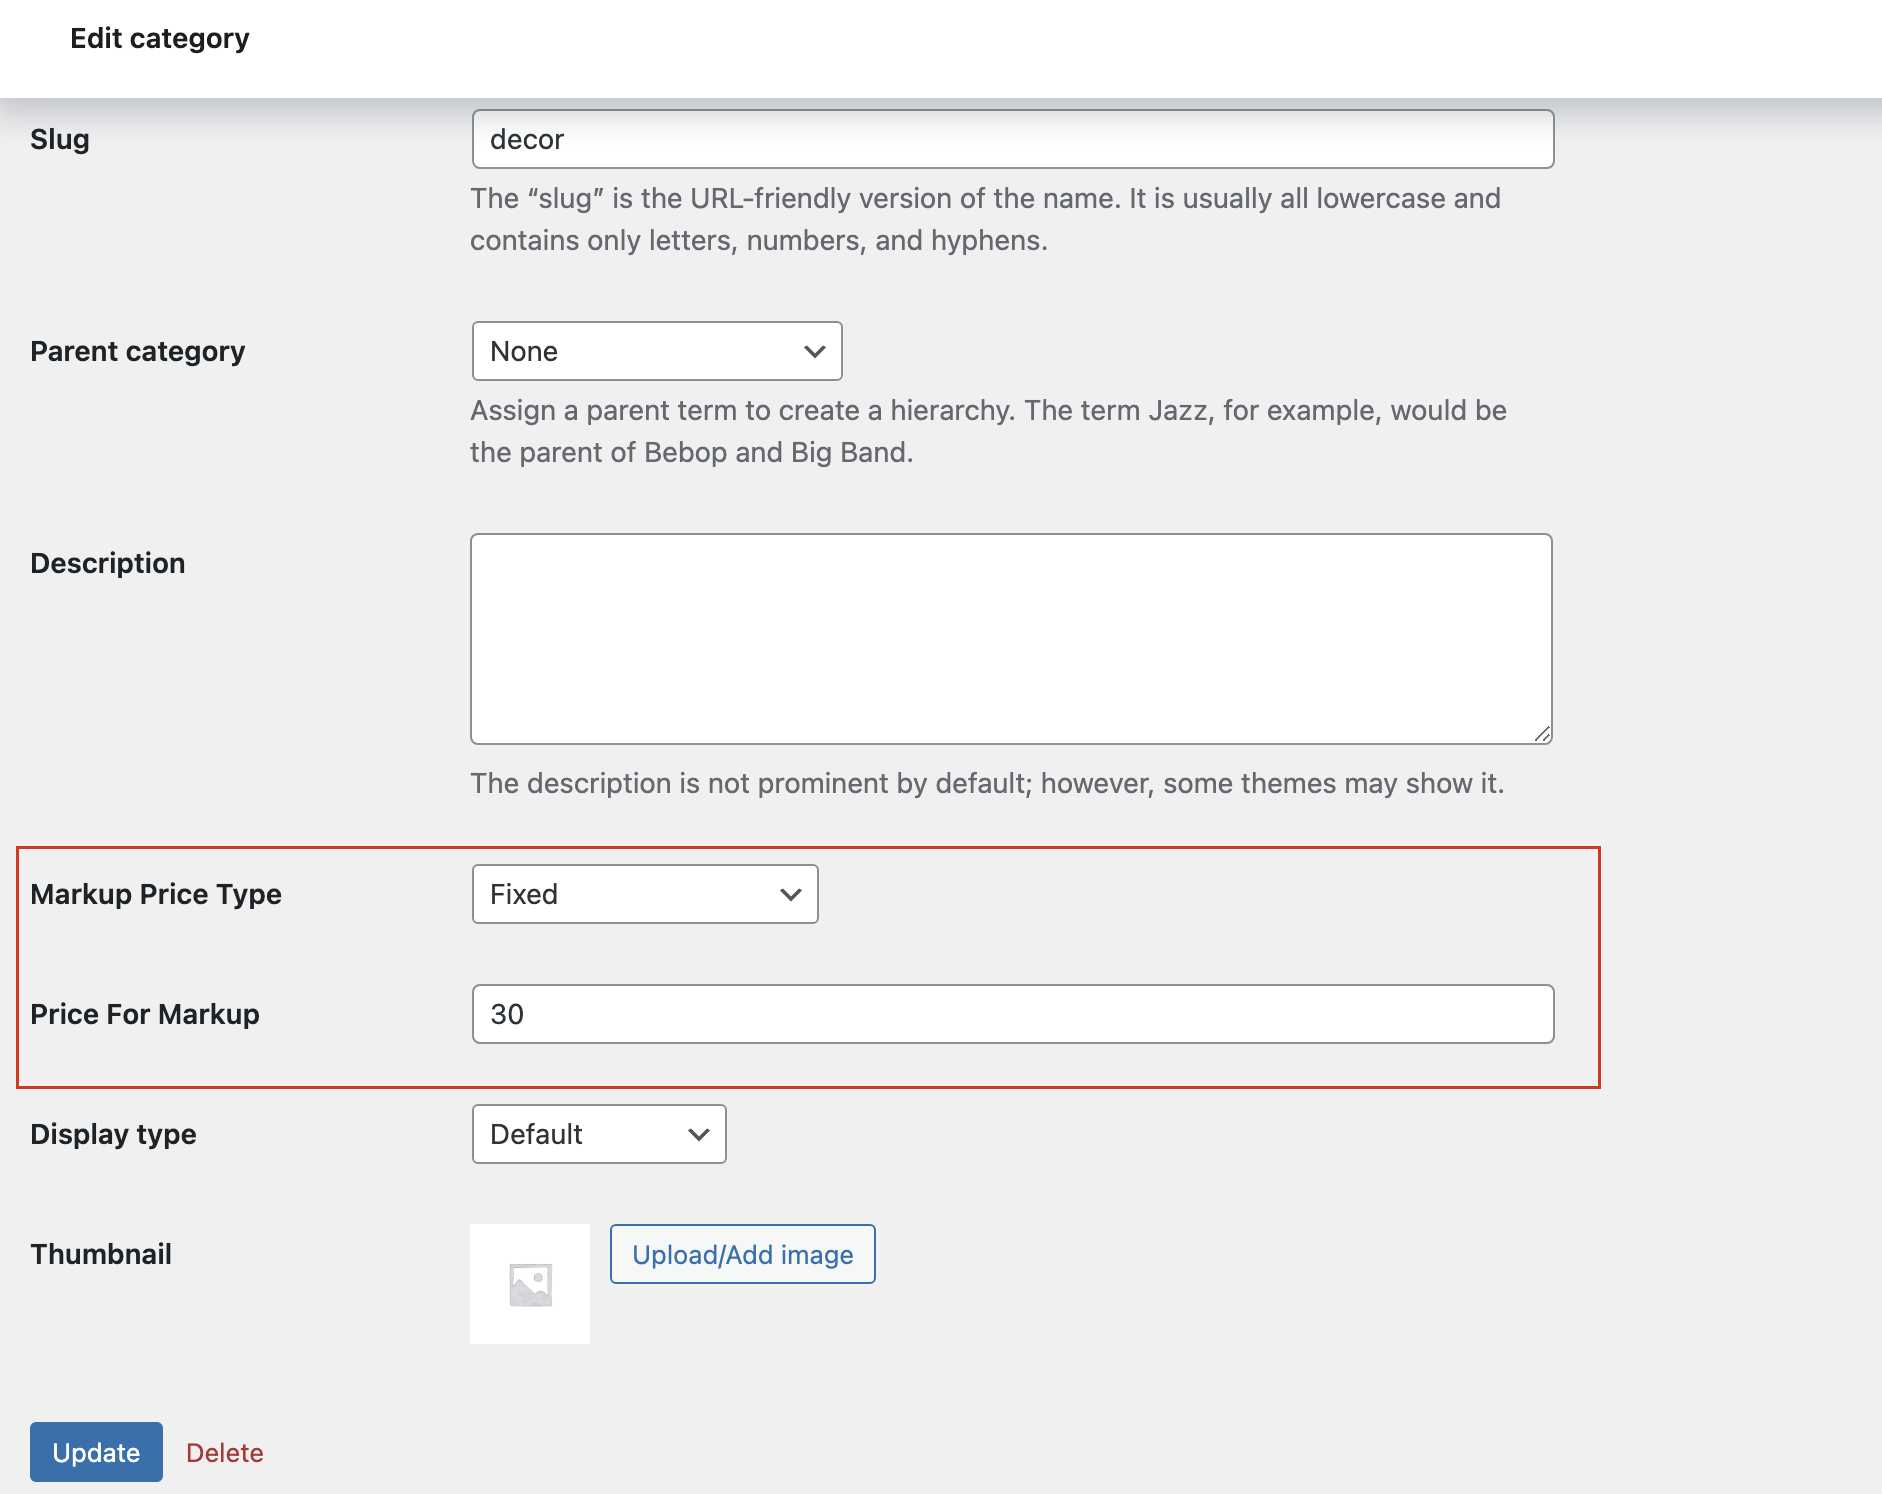 Edit category
Slug
decor
The “slug” is the URL-friendly version of the name. It is usually all lowercase and
contains only letters, numbers, and hyphens.
Parent category
None
Assign a parent term to create a hierarchy. The term Jazz, for example, would be
the parent of Bebop and Big Band.
Description
The description is not prominent by default; however, some themes may show it.
Markup Price Type
Fixed
Price For Markup
30
Display type
Default
Thumbnail
Upload/Add image
Update
Delete